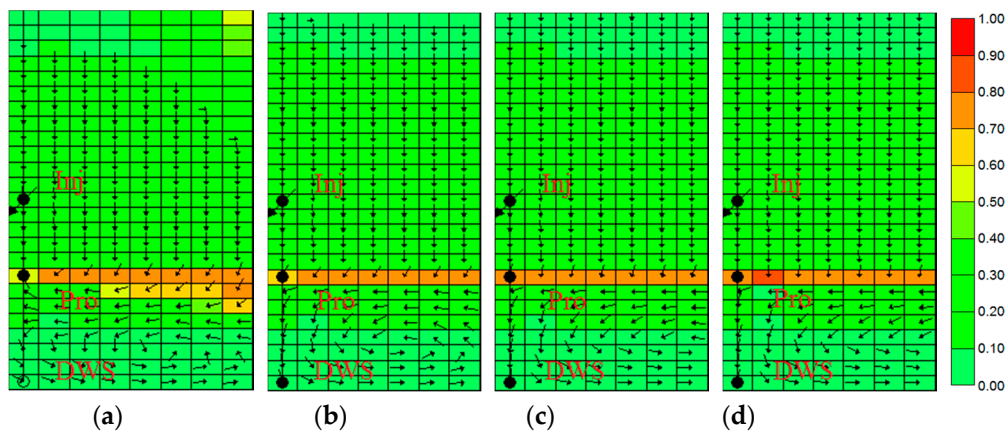 Inj
Pro
DWS
(a)
Inj
Pro
DWS
(b)
Inj
Pro
DWS
(c)
Inj
Pro
DWS
(d)
1.00
0.90
0.80
0.70
0.60
0.50
0.40
0.30
0.20
0.10
0.00